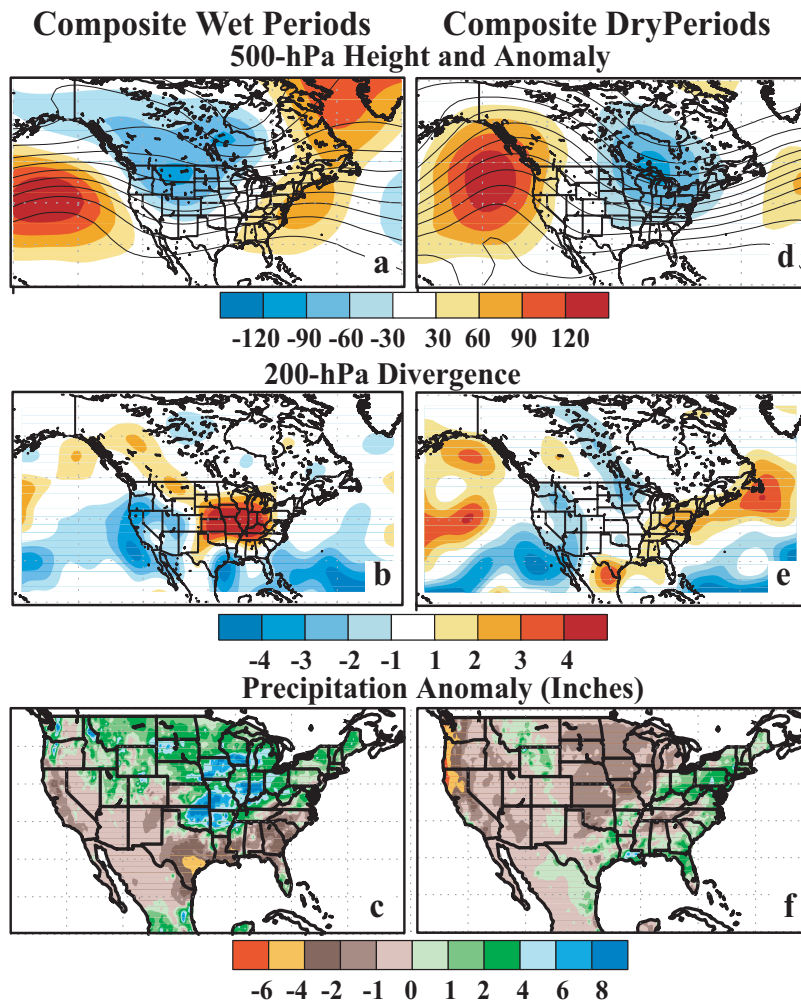 Composite Wet Periods Composite DryPeriods
500-hPa Height and Anomaly
a d
-120 -90 -60 -30 30 60 90 120
200-hPa Divergence
b e
-4 -3 -2 -1 1 2 3 4
Precipitation Anomaly (Inches)
c f
-6 -4 -2 -1 0 1 2 4 6 8